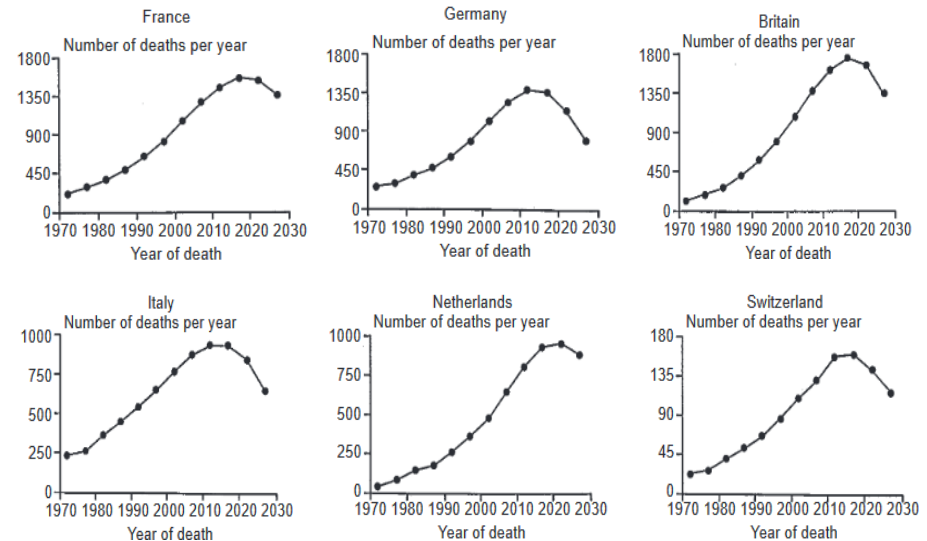 France
Number of deaths per year
1800
1350
900
450
0
1970 1980 1990 2000 2010 2020 2030
Year of death
Germany
Number of deaths per year
1800
1350
900
450
0
1970 1980 1990 2000 2010 2020 2030
Year of death
Britain
Number of deaths per year
1800
1350
900
450
0
1970 1980 1990 2000 2010 2020 2030
Year of death
Italy
Number of deaths per year
1000
750
500
250
0
1970 1980 1990 2000 2010 2020 2030
Year of death
Netherlands
Number of deaths per year
1000
750
500
250
0
1970 1980 1990 2000 2010 2020 2030
Year of death
Switzerland
Number of deaths per year
180
135
90
45
0
1970 1980 1990 2000 2010 2020 2030
Year of death